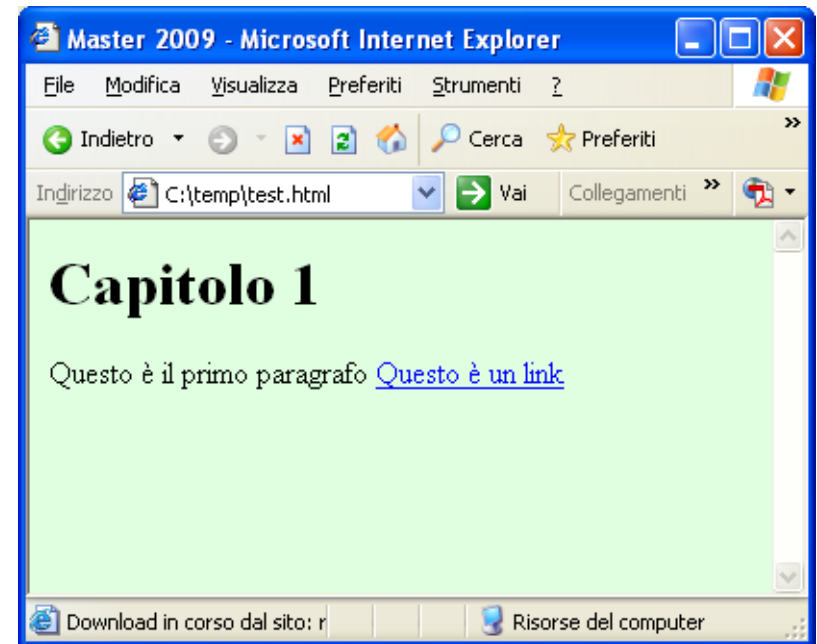 Master 2009 - Microsoft Internet Explorer
File Modifica Visualizza Preferiti Strumenti ?
Indietro Cerca Preferiti »
Indirizzo C:\temp\test.html Vai Collegamenti »
Capitolo 1
Questo è il primo paragrafo Questo è un link
Download in corso dal sito: r Risorse del computer